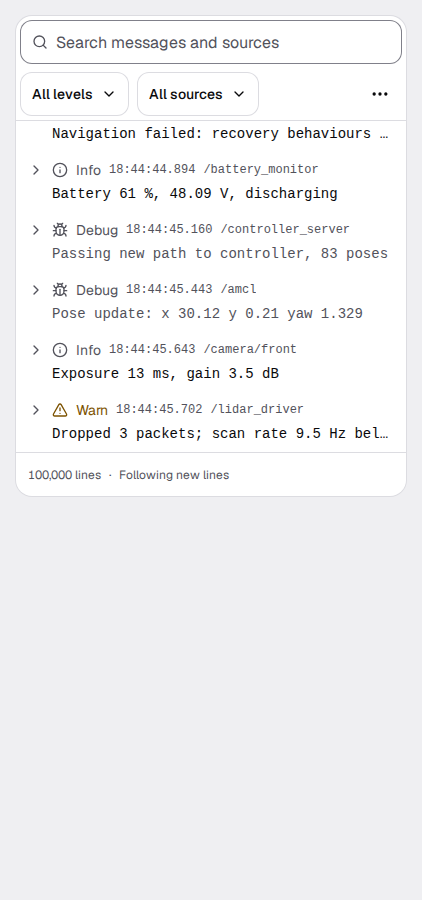 Search messages and sources
All levels
All sources
Navigation failed: recovery behaviours …
Info 18:44:44.894 /battery_monitor
Battery 61 %, 48.09 V, discharging
Debug 18:44:45.160 /controller_server
Passing new path to controller, 83 poses
Debug 18:44:45.443 /amcl
Pose update: x 30.12 y 0.21 yaw 1.329
Info 18:44:45.643 /camera/front
Exposure 13 ms, gain 3.5 dB
Warn 18:44:45.702 /lidar_driver
Dropped 3 packets; scan rate 9.5 Hz bel…
100,000 lines · Following new lines